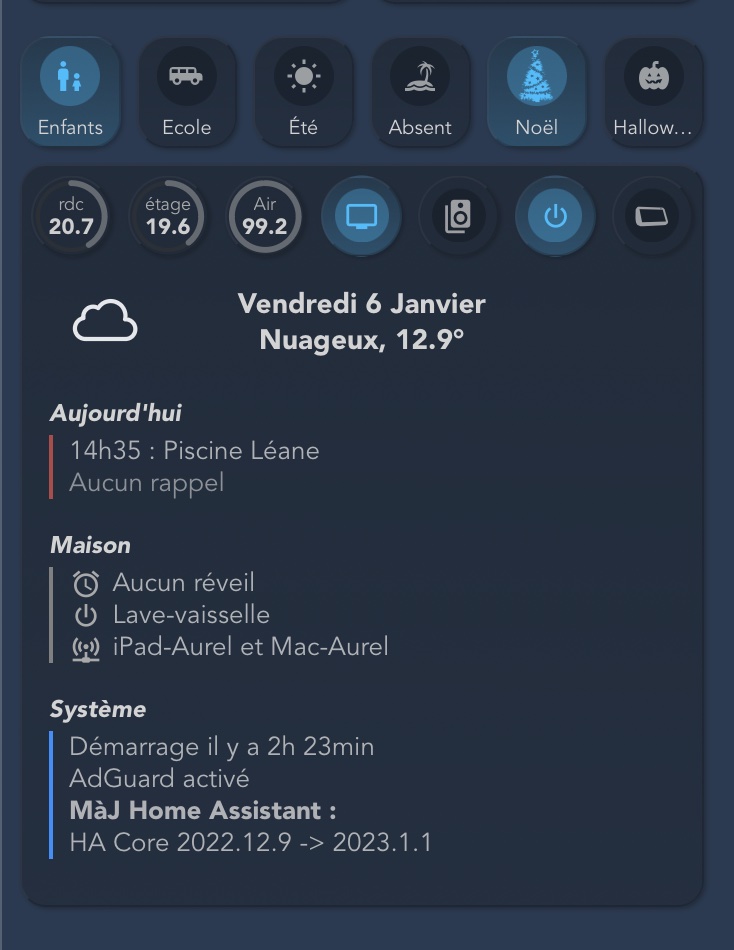 Enfants
Ecole
Été
Absent
Noël
Hallow...
rdc
20.7
étage
19.6
Air
99.2
Vendredi 6 Janvier
Nuageux, 12.9°
Aujourd'hui
14h35 : Piscine Léane
Aucun rappel
Maison
Aucun réveil
Lave-vaisselle
iPad-Aurel et Mac-Aurel
Système
Démarrage il y a 2h 23min
AdGuard activé
MàJ Home Assistant :
HA Core 2022.12.9 -> 2023.1.1